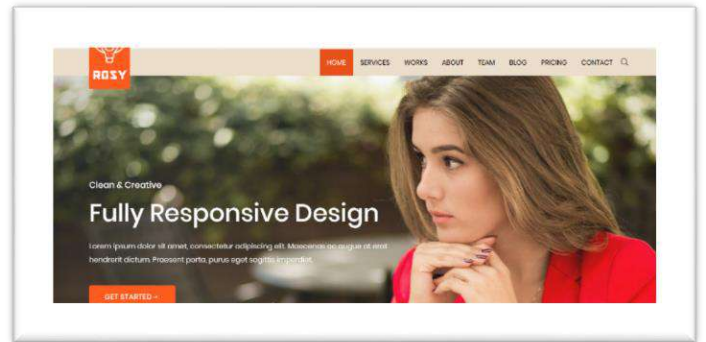 ROSY
HOME SERVICES WORKS ABOUT TEAM BLOG PRICING CONTACT
Clean & Creative
Fully Responsive Design
Lorem ipsum dolor sit amet, consectetur adipiscing elit. Maecenas ac augue at erat
hendrerit dictum. Praesent porta, purus eget sagittis imperdiet.
GET STARTED